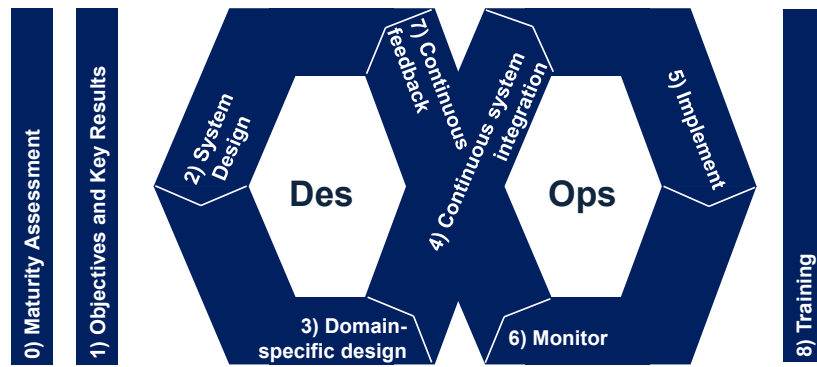 0) Maturity Assessment
1) Objectives and Key Results
2) System
Design
Des
3) Domain-
specific design
7) Continuous
feedback
4) Continuous system
integration
Ops
5) Implement
6) Monitor
8) Training